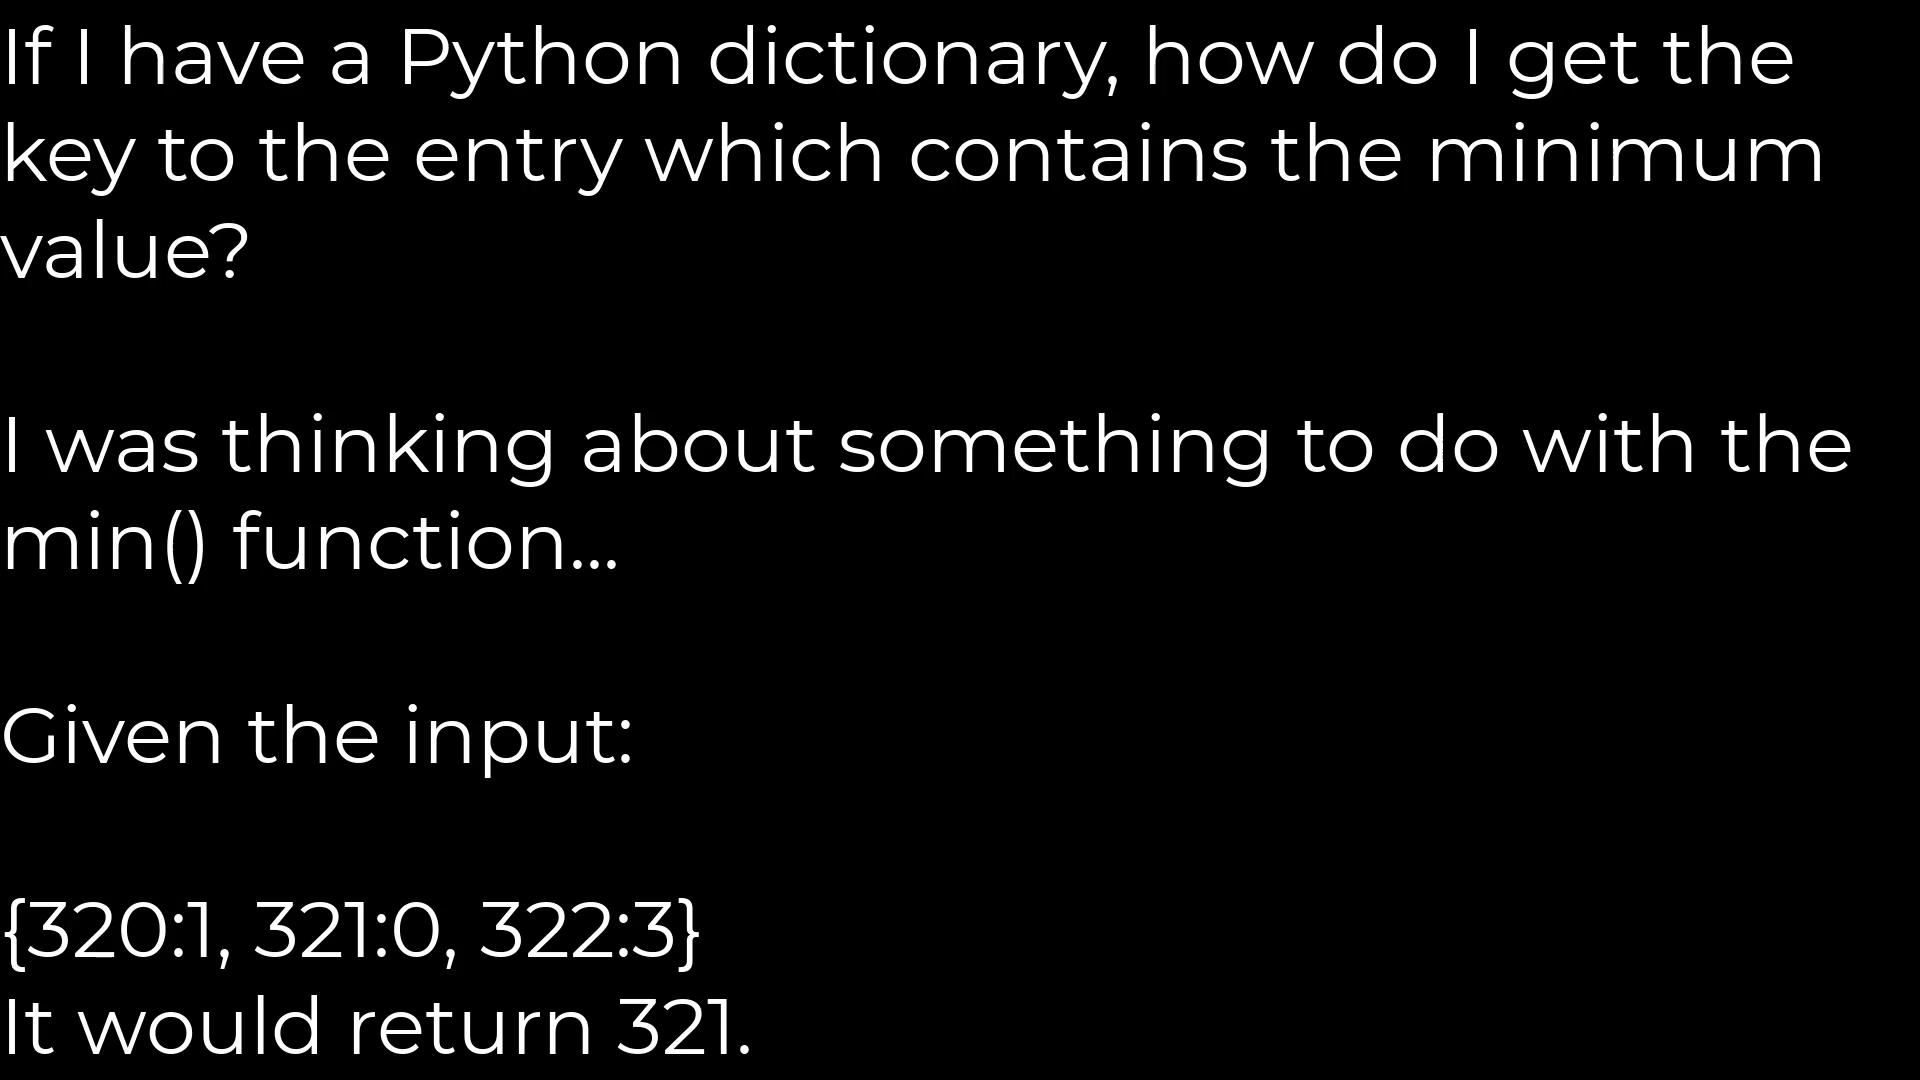 If I have a Python dictionary, how do I get the
key to the entry which contains the minimum
value?
I was thinking about something to do with the
min() function...
Given the input:
{320:1, 321:0, 322:3}
It would return 321.